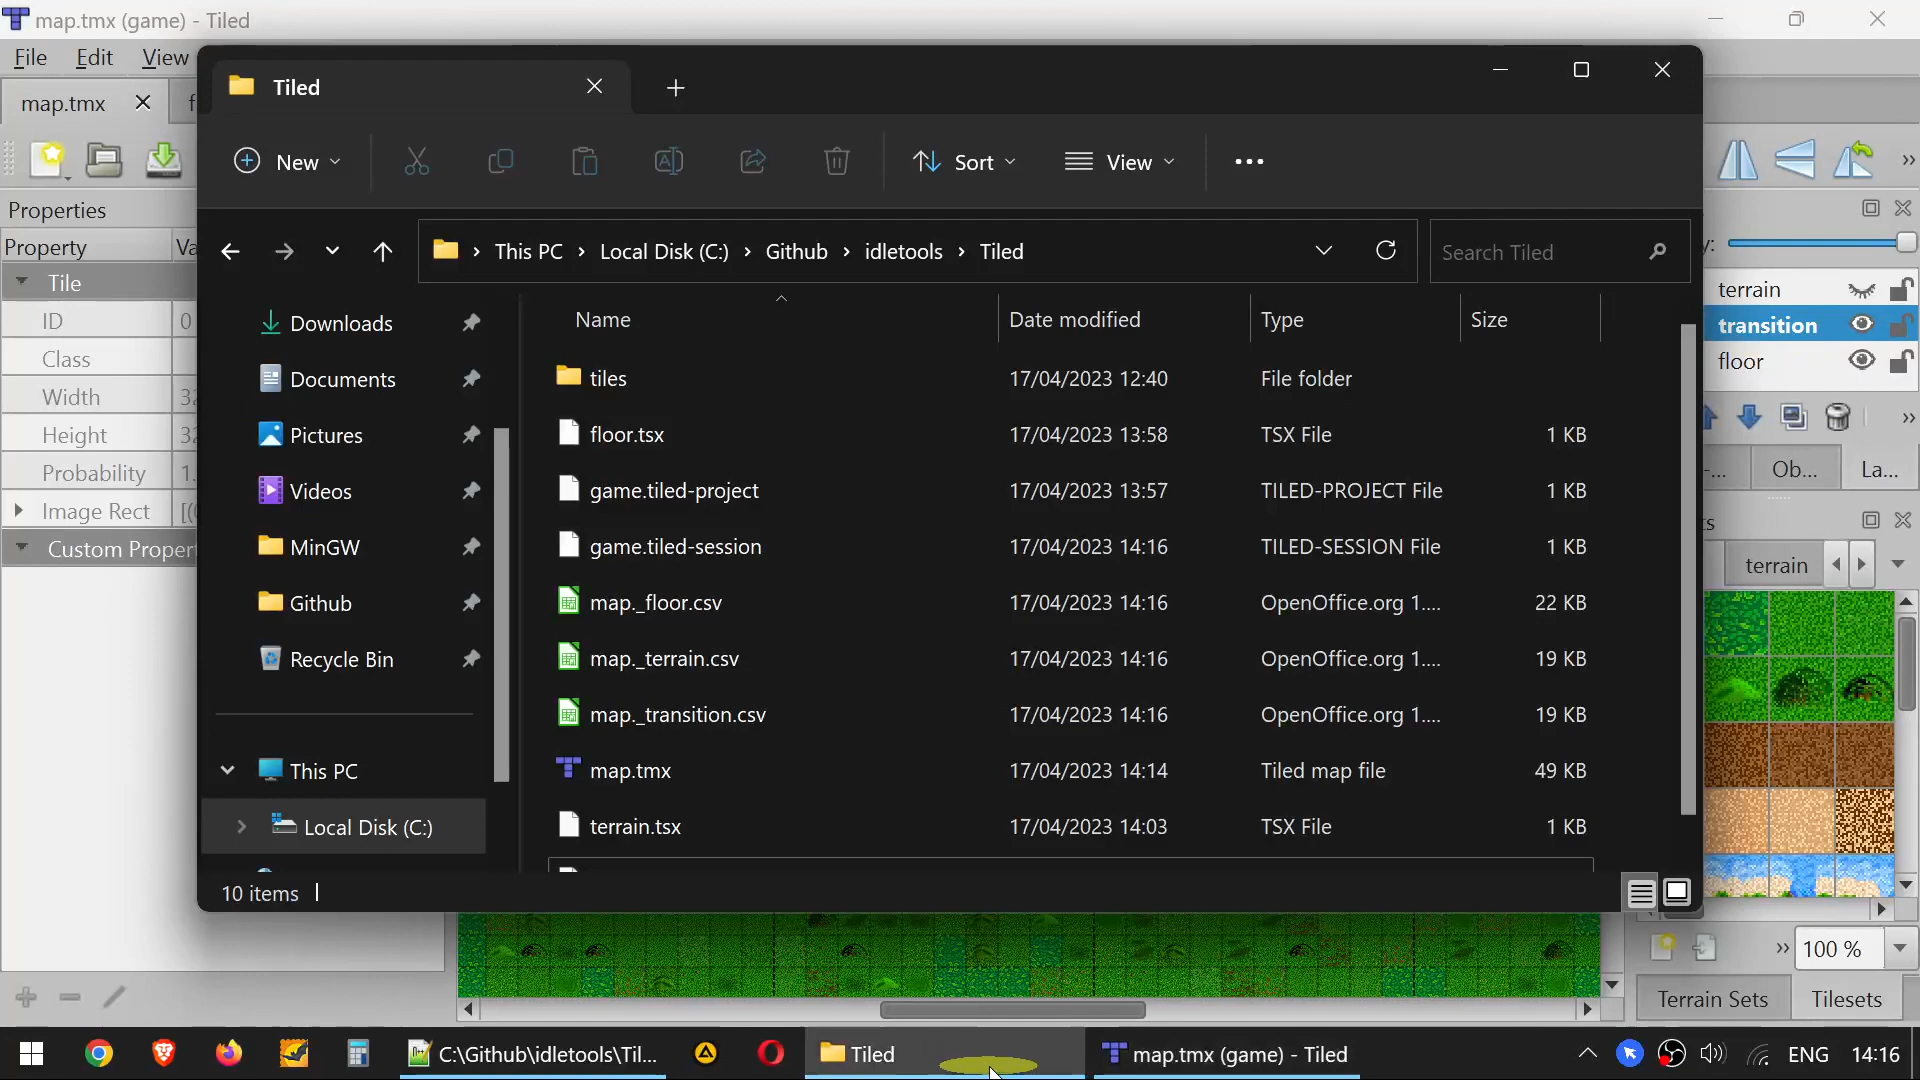 map.tmx (game) - Tiled
File Edit View
map.tmx
Properties
Property
Tile
ID 0
Class
Width 32
Height 32
Probability 1.
Image Rect
Custom Proper
Tiled
New
Sort
View
This PC › Local Disk (C:) › Github › idletools › Tiled
Search Tiled
Downloads
Documents
Pictures
Videos
MinGW
Github
Recycle Bin
This PC
Local Disk (C:)
Name Date modified Type Size
tiles 17/04/2023 12:40 File folder
floor.tsx 17/04/2023 13:58 TSX File 1 KB
game.tiled-project 17/04/2023 13:57 TILED-PROJECT File 1 KB
game.tiled-session 17/04/2023 14:16 TILED-SESSION File 1 KB
map._floor.csv 17/04/2023 14:16 OpenOffice.org 1.... 22 KB
map._terrain.csv 17/04/2023 14:16 OpenOffice.org 1.... 19 KB
map._transition.csv 17/04/2023 14:16 OpenOffice.org 1.... 19 KB
map.tmx 17/04/2023 14:14 Tiled map file 49 KB
terrain.tsx 17/04/2023 14:03 TSX File 1 KB
10 items
terrain
transition
floor
Ob... La...
terrain
100 %
Terrain Sets Tilesets
C:\Github\idletools\Til...
Tiled
map.tmx (game) - Tiled
ENG 14:16